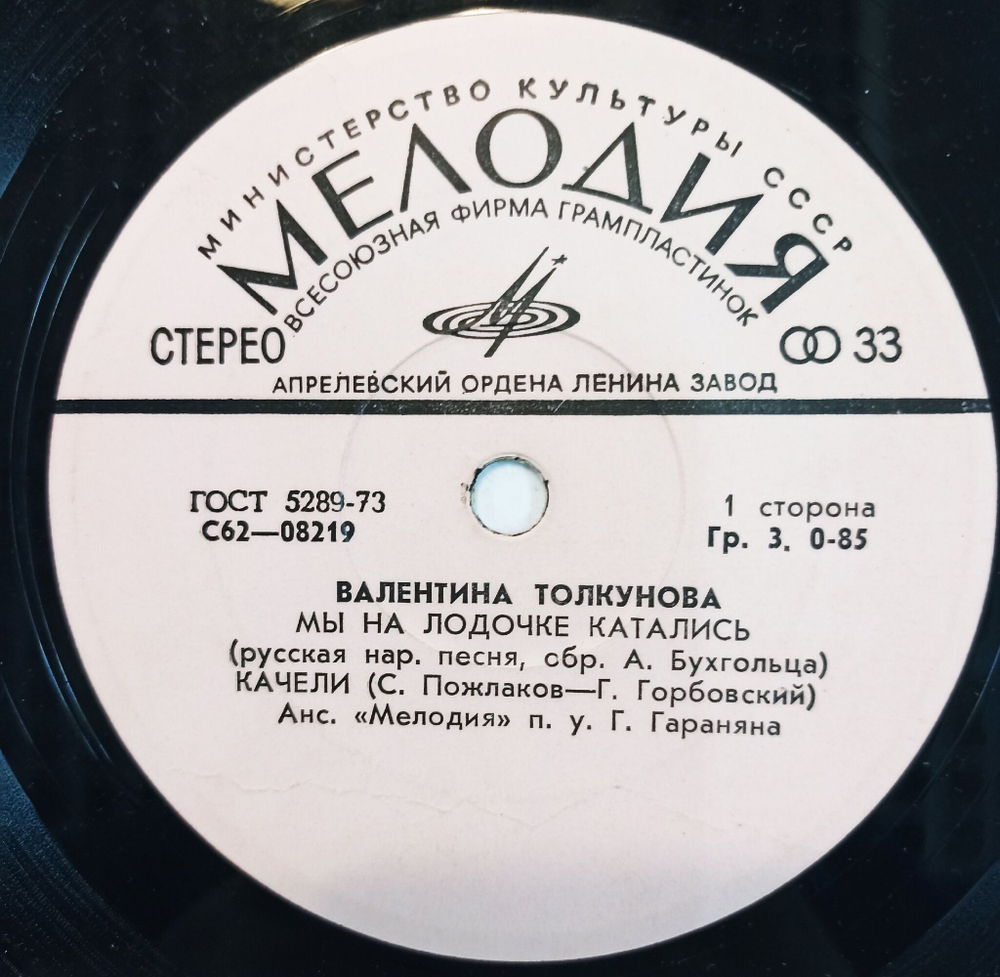 МИНИСТЕРСТВО КУЛЬТУРЫ СССР
МЕЛОДИЯ
ВСЕСОЮЗНАЯ ФИРМА ГРАМПЛАСТИНОК
СТЕРЕО
33
АПРЕЛЕВСКИЙ ОРДЕНА ЛЕНИНА ЗАВОД
ГОСТ 5289-73
С62—08219
1 сторона
Гр. 3. 0-85
ВАЛЕНТИНА ТОЛКУНОВА
МЫ НА ЛОДОЧКЕ КАТАЛИСЬ
(русская нар. песня, обр. А. Бухгольца)
КАЧЕЛИ (С. Пожлаков—Г. Горбовский)
Анс. «Мелодия» п. у. Г. Гараняна